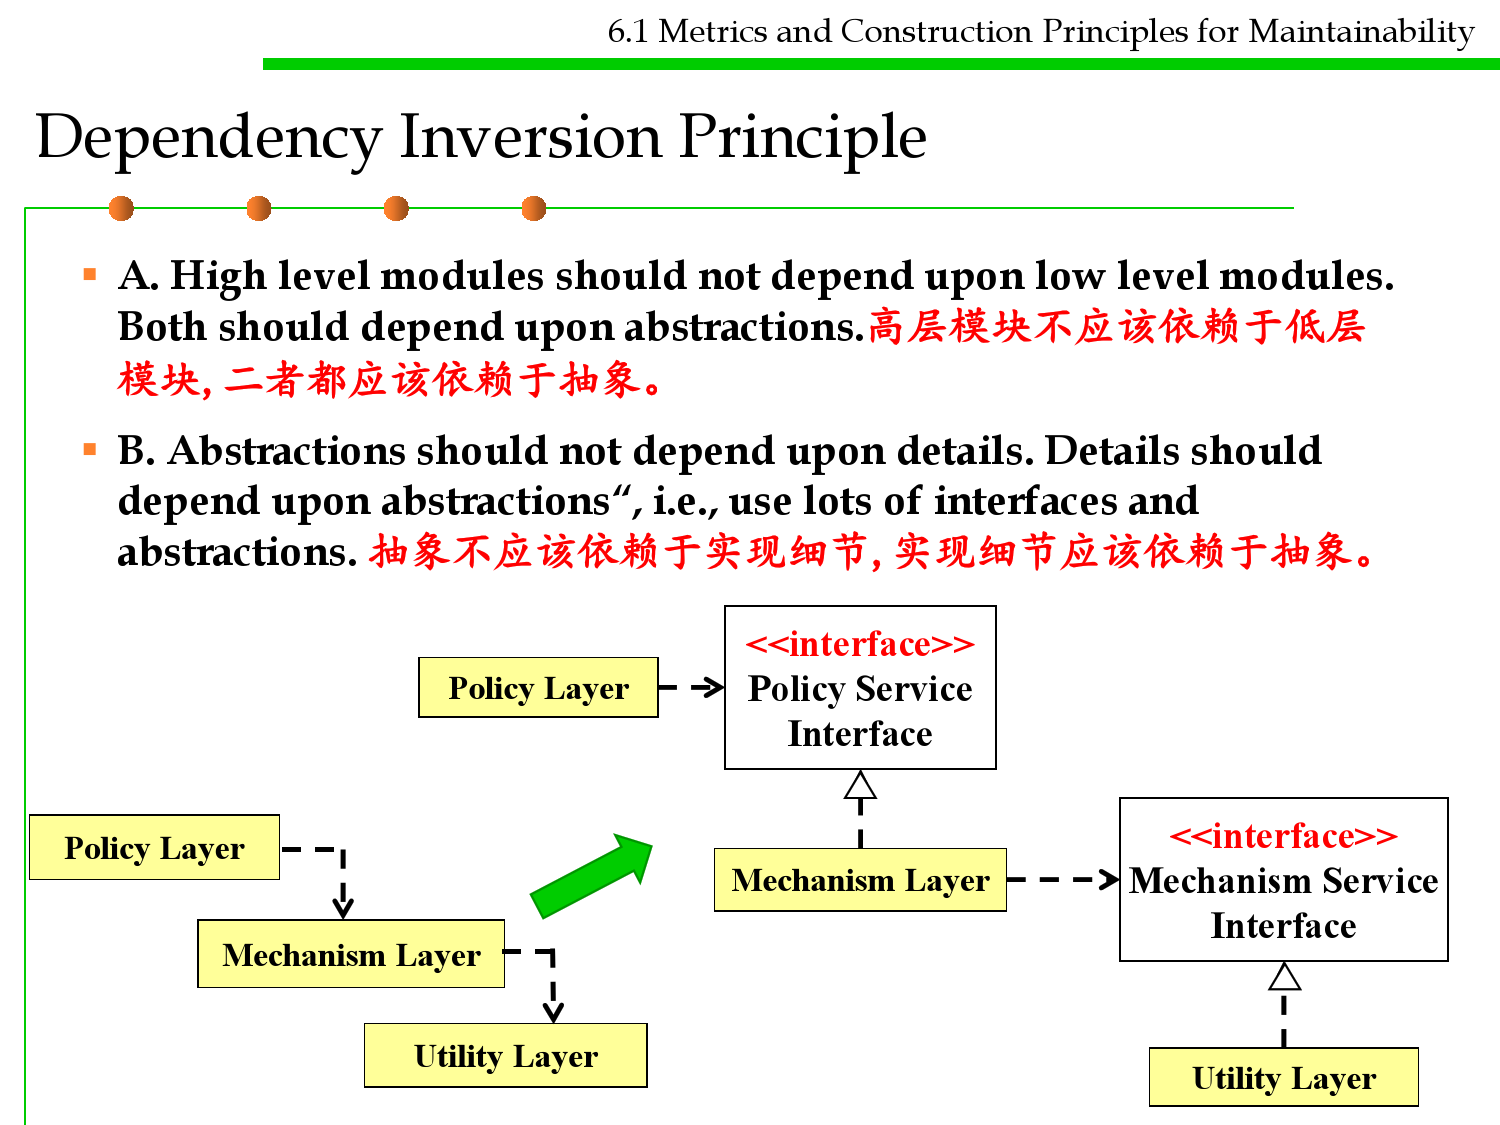 6.1 Metrics and Construction Principles for Maintainability
Dependency Inversion Principle
A. High level modules should not depend upon low level modules.
Both should depend upon abstractions.高层模块不应该依赖于低层
模块,二者都应该依赖于抽象。
B. Abstractions should not depend upon details. Details should
depend upon abstractions“, i.e., use lots of interfaces and
abstractions. 抽象不应该依赖于实现细节,实现细节应该依赖于抽象。
Policy Layer
Mechanism Layer
Utility Layer
Policy Layer
<<interface>>
Policy Service
Interface
Mechanism Layer
<<interface>>
Mechanism Service
Interface
Utility Layer